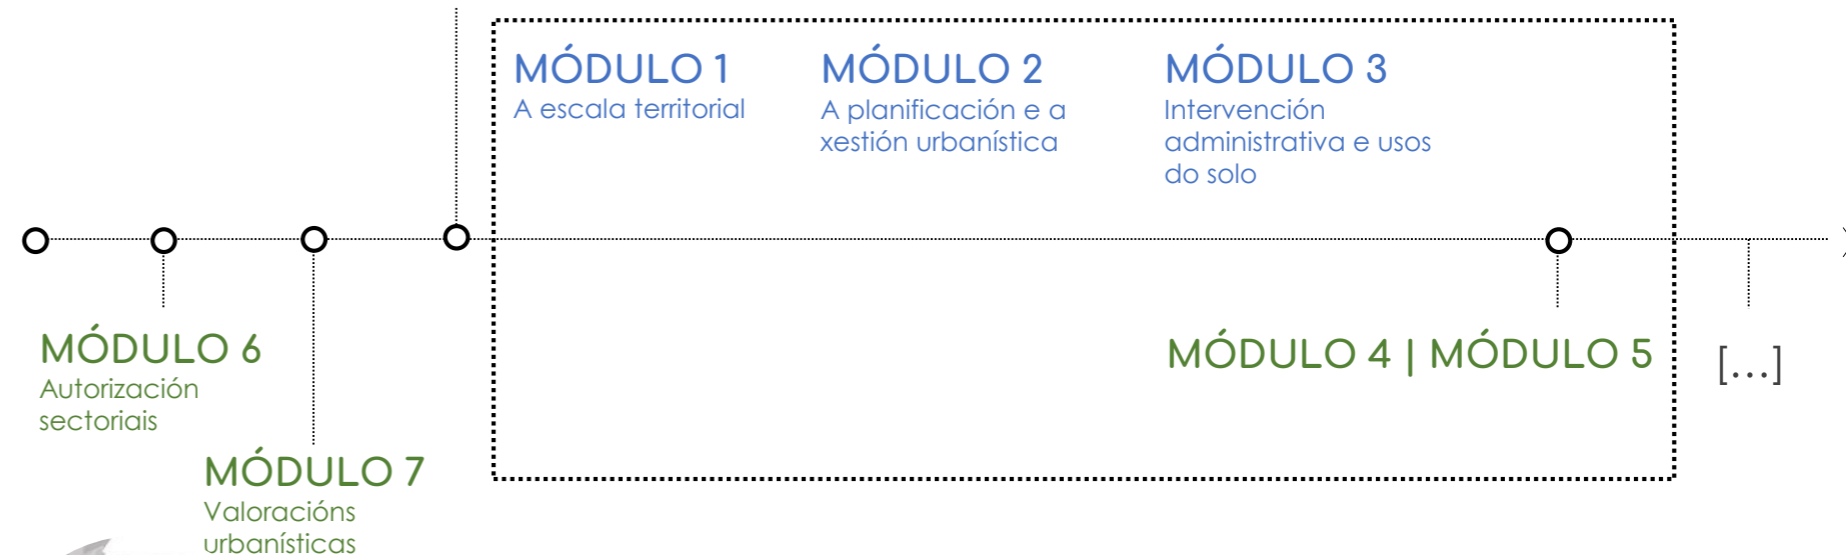 MÓDULO 1
A escala territorial
MÓDULO 2
A planificación e a
xestión urbanística
MÓDULO 3
Intervención
administrativa e usos
do solo
MÓDULO 6
Autorización
sectoriais
MÓDULO 7
Valoracións
urbanísticas
MÓDULO 4 | MÓDULO 5
[...]